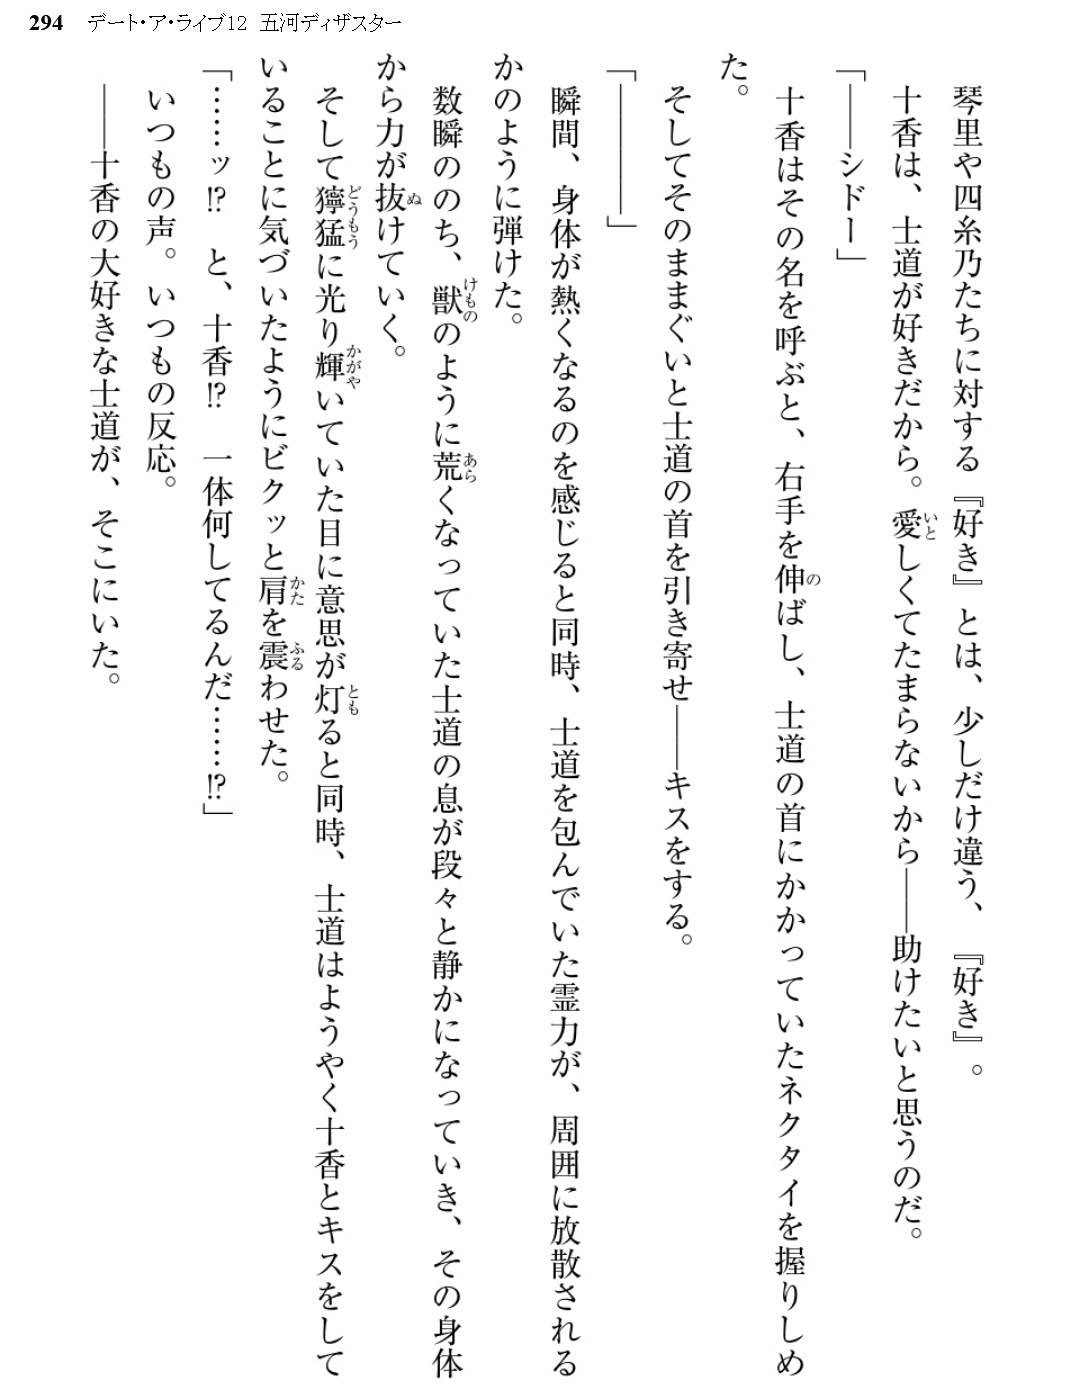 294 デート・ア・ライブ12 五河ディザスター
琴里や四糸乃たちに対する『好き』とは、少しだけ違う、『好き』。
十香は、士道が好きだから。愛しくてたまらないから――助けたいと思うのだ。
「――シドー」
十香はその名を呼ぶと、右手を伸ばし、士道の首にかかっていたネクタイを握りしめ
た。
そしてそのままぐいと士道の首を引き寄せ――キスをする。
「――――」
瞬間、身体が熱くなるのを感じると同時、士道を包んでいた霊力が、周囲に放散される
かのように弾けた。
数瞬ののち、獣のように荒くなっていた士道の息が段々と静かになっていき、その身体
から力が抜けていく。
そして獰猛に光り輝いていた目に意思が灯ると同時、士道はようやく十香とキスをして
いることに気づいたようにビクッと肩を震わせた。
「……ッ!? と、十香!? 一体何してるんだ……!?」
いつもの声。いつもの反応。
――十香の大好きな士道が、そこにいた。